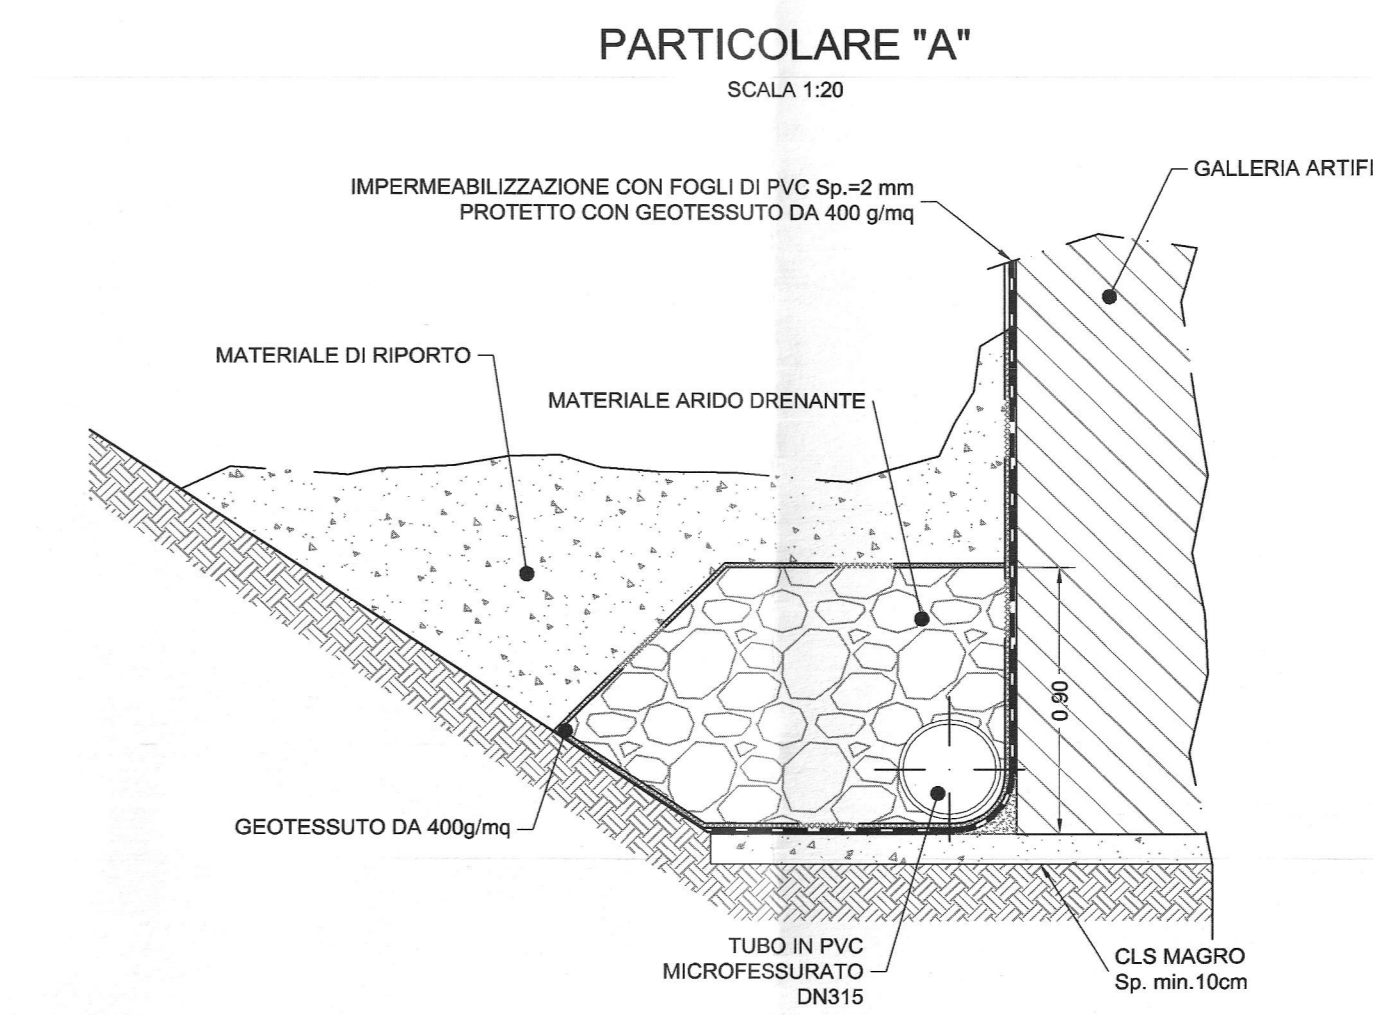 PARTICOLARE "A"
SCALA 1:20
GALLERIA ARTIFI
IMPERMEABILIZZAZIONE CON FOGLI DI PVC Sp.=2 mm
PROTETTO CON GEOTESSUTO DA 400 g/mq
MATERIALE DI RIPORTO
MATERIALE ARIDO DRENANTE
0.90
GEOTESSUTO DA 400g/mq
TUBO IN PVC
MICROFESSURATO
DN315
CLS MAGRO
Sp. min.10cm